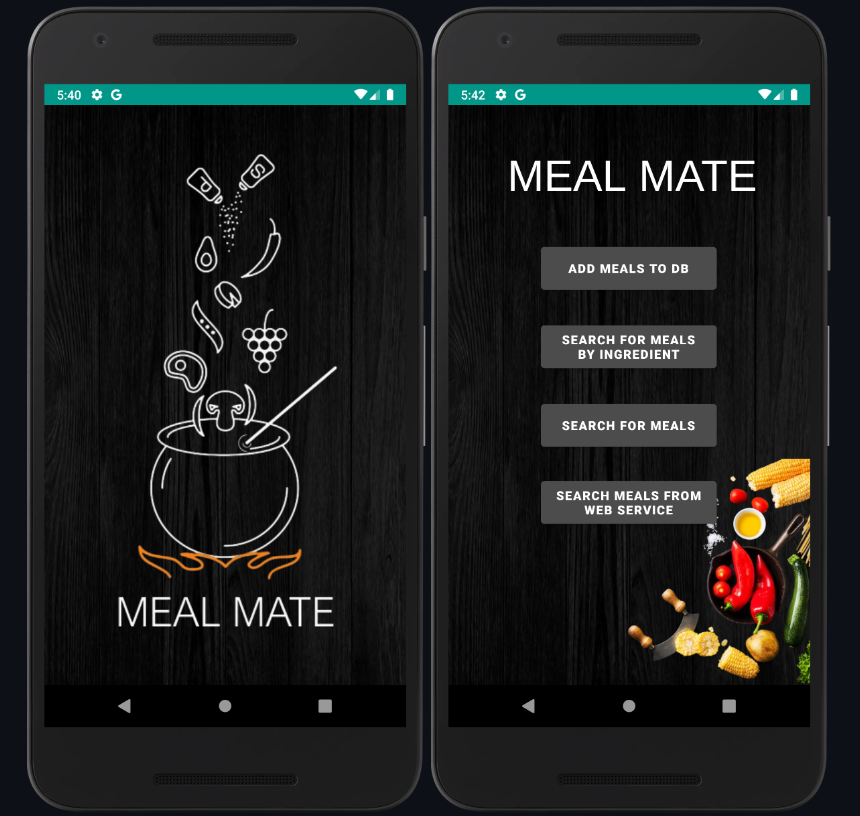 5:40 G
P S
MEAL MATE
5:42 G
MEAL MATE
ADD MEALS TO DB
SEARCH FOR MEALS
BY INGREDIENT
SEARCH FOR MEALS
SEARCH MEALS FROM
WEB SERVICE